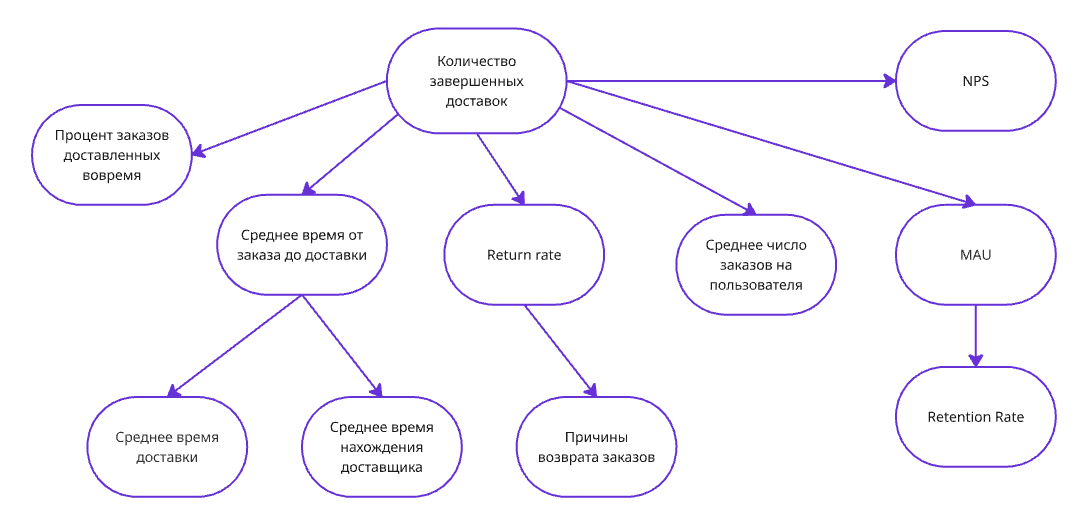 Количество
завершенных
доставок
NPS
Процент заказов
доставленных
вовремя
Среднее время от
заказа до доставки
Return rate
Среднее число
заказов на
пользователя
MAU
Среднее время
доставки
Среднее время
нахождения
доставщика
Причины
возврата заказов
Retention Rate